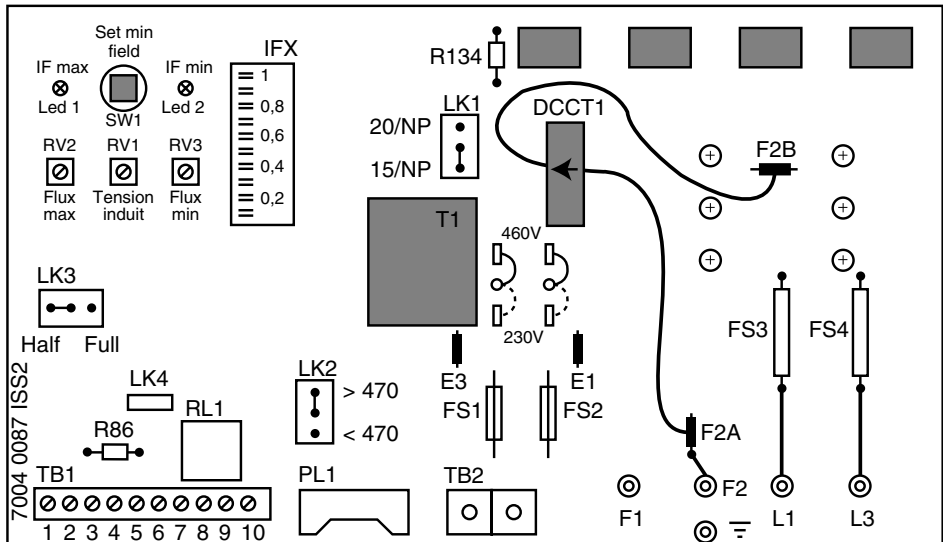 Set min
field
IF max
IF min
Led 1
Led 2
SW1
RV2
RV1
RV3
Flux
max
Tension
induit
Flux
min
IFX
1
0,8
0,6
0,4
0,2
R134
LK1
20/NP
15/NP
DCCT1
F2B
T1
460V
230V
LK3
Half
Full
E3
E1
FS3
FS4
LK4
LK2
> 470
< 470
FS1
FS2
R86
RL1
F2A
7004 0087 ISS2
TB1
1 2 3 4 5 6 7 8 9 10
PL1
TB2
F1
F2
L1
L3